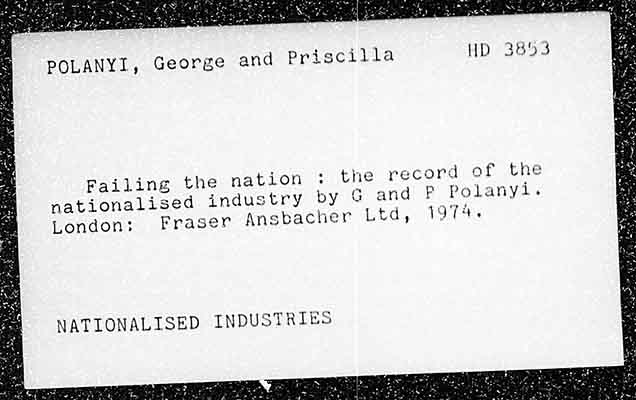 POLANYI, George and Priscilla HD 3853
Failing the nation : the record of the
nationalised industry by G and P Polanyi.
London: Fraser Ansbacher Ltd, 1974.
NATIONALISED INDUSTRIES